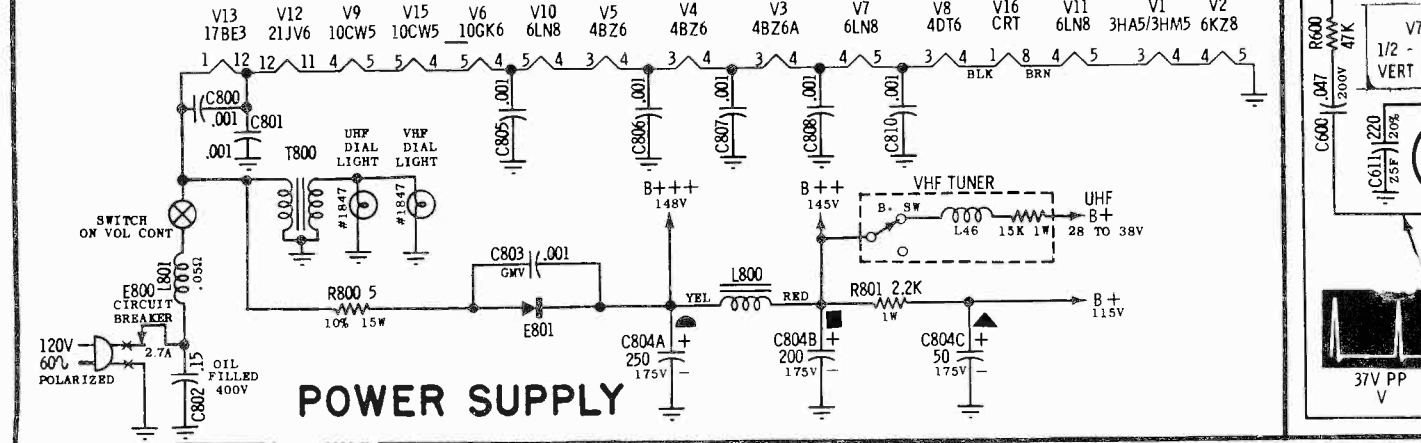 V13 V12 V9 V15 V6 V10 V5 V4 V3 V7 V8 V16 V11 V1 V2
17BE3 21JV6 10CW5 10CW5 10GK6 6LN8 4BZ6 4BZ6 4BZ6A 6LN8 4DT6 CRT 6LN8 3HA5/3HM5 6KZ8
1 12 12 11 4 5 5 4 4 5 5 4 3 4 3 4 3 4 4 5 3 4 1 8 4 5 3 4 4 5
BLK BRN
C800
.001
C801
.001
.001
C805
.001
C806
.001
C807
.001
C808
.001
C810
T800
UHF
DIAL
LIGHT
VHF
DIAL
LIGHT
#1847
#1847
SWITCH
ON VOL CONT
L801
.05Ω
E800
CIRCUIT
BREAKER
2.7A
120V
60∿
POLARIZED
.15
C802
OIL
FILLED
400V
R800 5
10% 15W
C803 .001
GMV
E801
B+++
148V
YEL
L800
RED
B++
145V
VHF TUNER
B+ SW
L46
15K 1W
UHF
B+
28 TO 38V
R801 2.2K
1W
B+
115V
C804A +
250
175V −
C804B +
200
175V −
C804C +
50
175V −
POWER SUPPLY
R600
47K
V7
1/2 -
VERT
.047
200V
C600
220
20%
C611
Z5F
37V PP
V